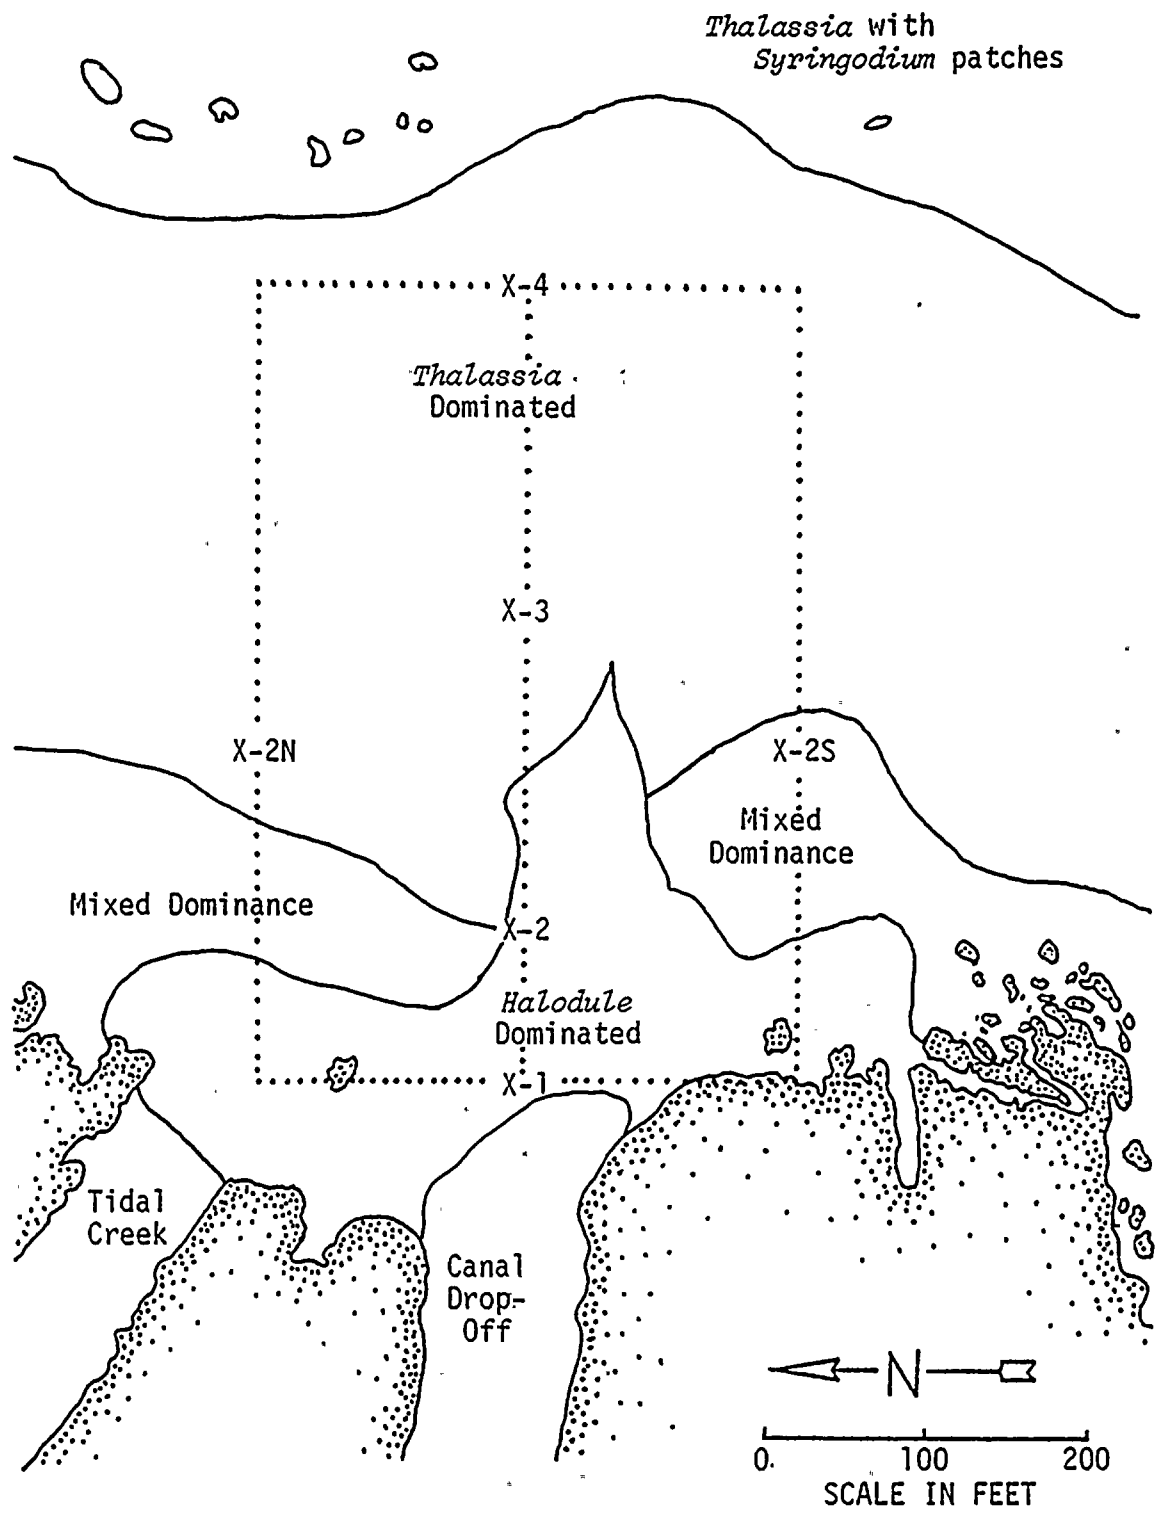 Thalassia with
Syringodium patches
X-4
Thalassia
Dominated
X-3
X-2N
X-2S
Mixed
Dominance
Mixed Dominance
X-2
Halodule
Dominated
X-1
Tidal
Creek
Canal
Drop-
Off
N
0 100 200
SCALE IN FEET